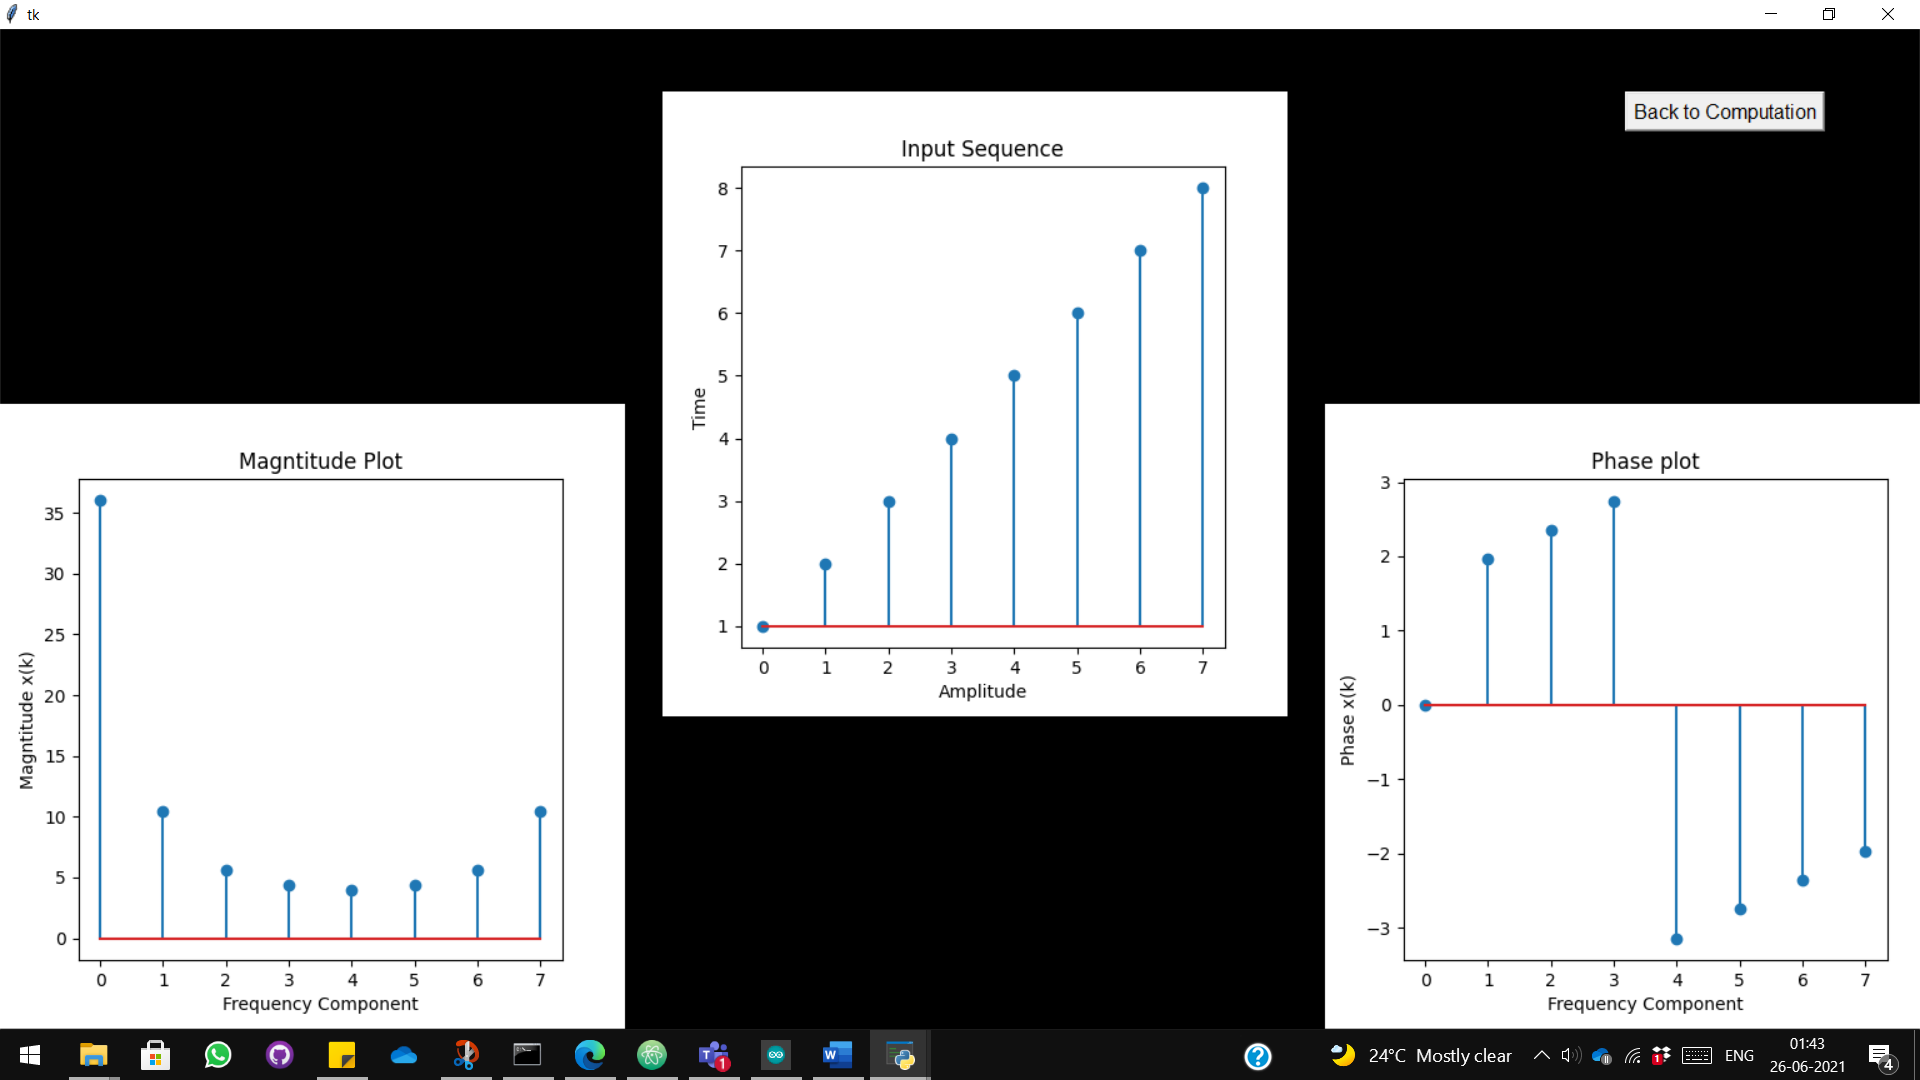 tk
Back to Computation
Input Sequence
8
7
6
5
4
3
2
1
Time
0 1 2 3 4 5 6 7
Amplitude
Magntitude Plot
35
30
25
20
15
10
5
0
Magntitude x(k)
0 1 2 3 4 5 6 7
Frequency Component
Phase plot
3
2
1
0
−1
−2
−3
Phase x(k)
0 1 2 3 4 5 6 7
Frequency Component
1
W
?
24°C Mostly clear
1
ENG
01:43
26-06-2021
4